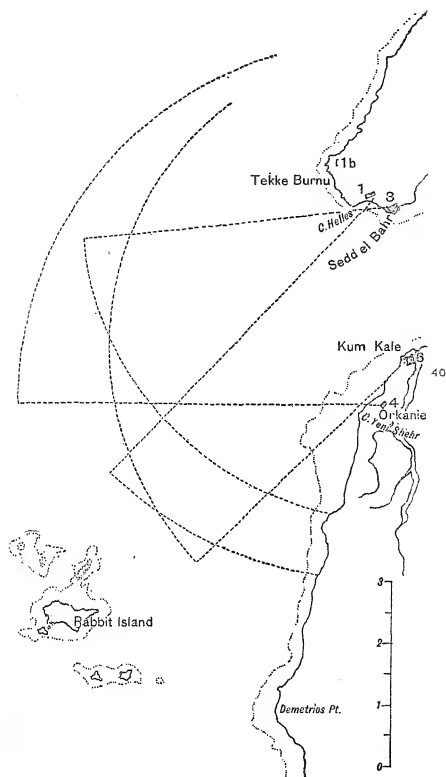 1b
Tekke Burnu
1
3
C. Helles
Sedd el Bahr
Kum Kale
6
40
4
Orkanie
C. Yeni Shehr
3
2
1
0
Rabbit Island
Demetrios Pt.